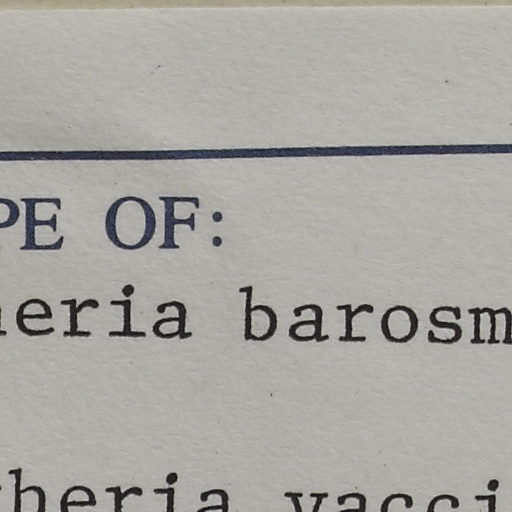 PE OF:
heria barosm
heria vacci